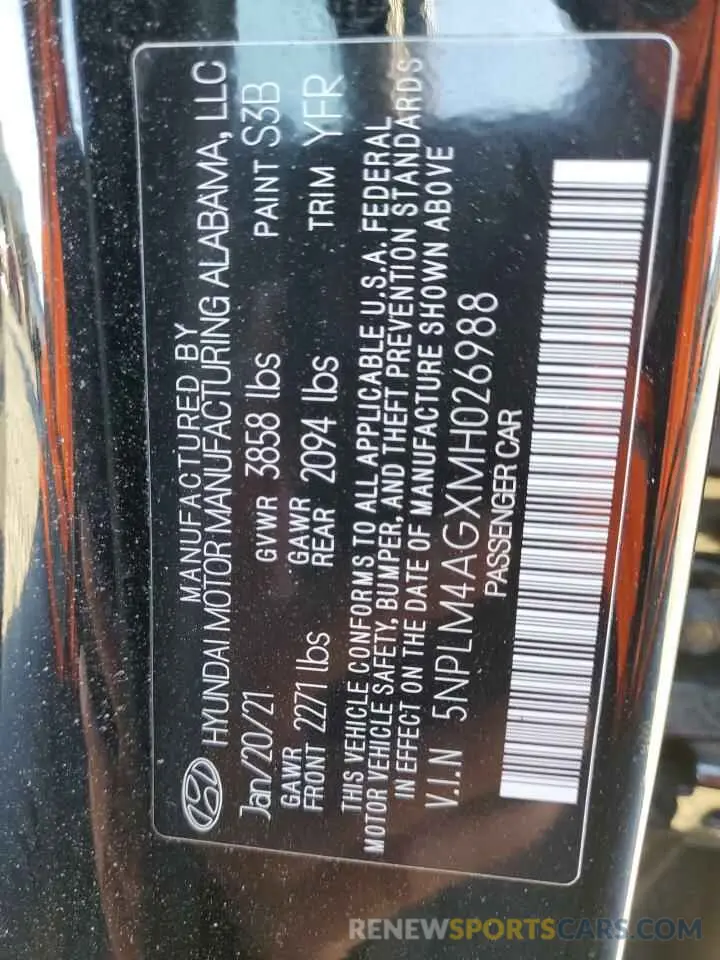 MANUFACTURED BY
HYUNDAI MOTOR MANUFACTURING ALABAMA, LLC
Jan/20/21 GVWR 3858 lbs PAINT S3B
GAWR FRONT 2271 lbs GAWR REAR 2094 lbs TRIM YFR
THIS VEHICLE CONFORMS TO ALL APPLICABLE U.S.A. FEDERAL
MOTOR VEHICLE SAFETY, BUMPER, AND THEFT PREVENTION STANDARDS
IN EFFECT ON THE DATE OF MANUFACTURE SHOWN ABOVE
V.I.N 5NPLM4AGXMH026988
PASSENGER CAR
RENEWSPORTSCARS.COM